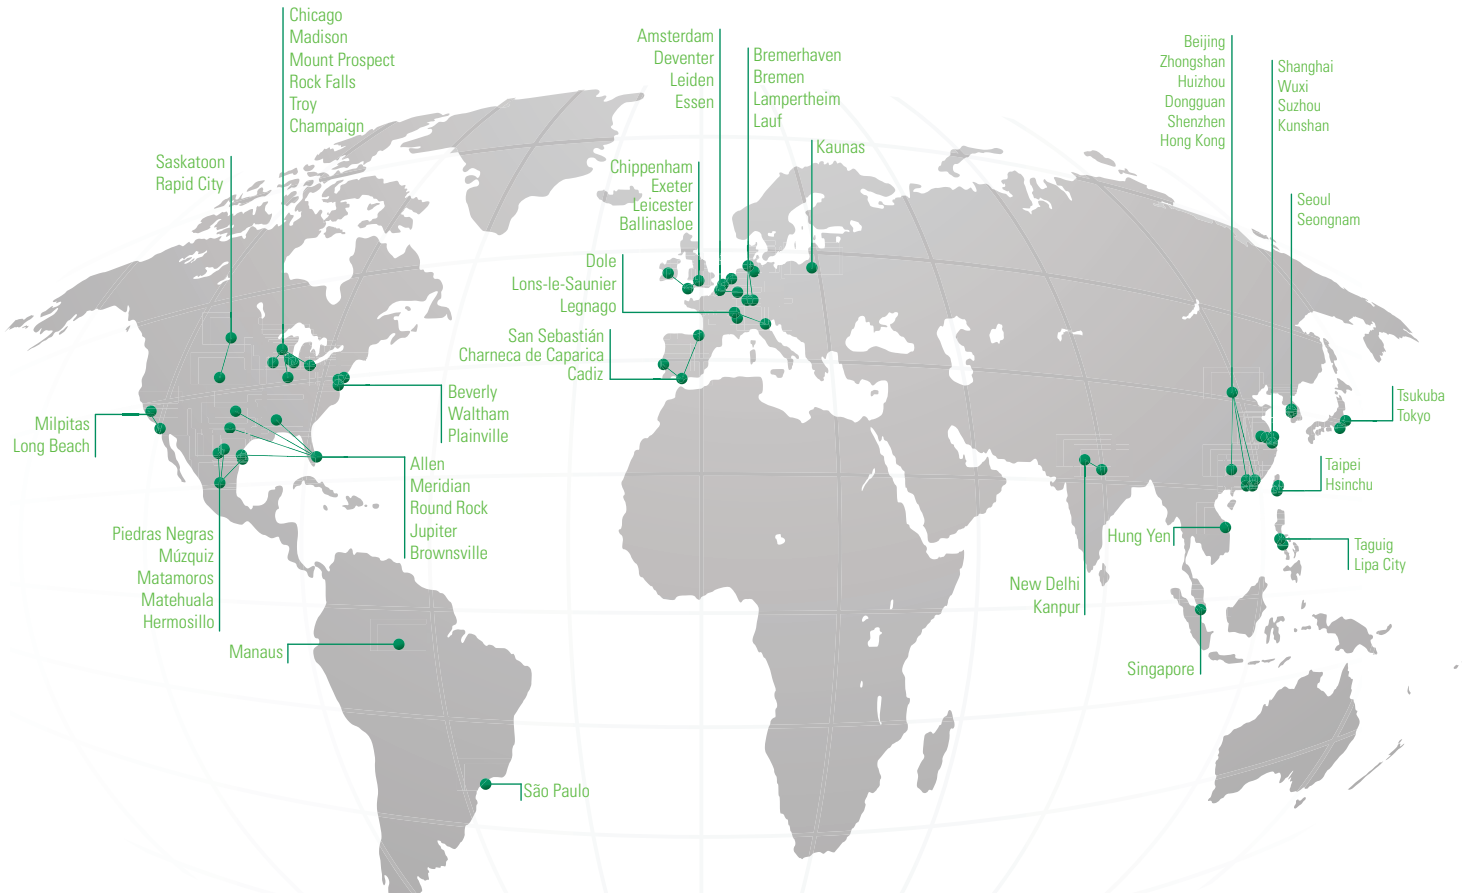 Chicago
Madison
Mount Prospect
Rock Falls
Troy
Champaign
Saskatoon
Rapid City
Milpitas
Long Beach
Beverly
Waltham
Plainville
Allen
Meridian
Round Rock
Jupiter
Brownsville
Piedras Negras
Múzquiz
Matamoros
Matehuala
Hermosillo
Manaus
São Paulo
Amsterdam
Deventer
Leiden
Essen
Bremerhaven
Bremen
Lampertheim
Lauf
Kaunas
Chippenham
Exeter
Leicester
Ballinasloe
Dole
Lons-le-Saunier
Legnago
San Sebastián
Charneca de Caparica
Cadiz
Beijing
Zhongshan
Huizhou
Dongguan
Shenzhen
Hong Kong
Shanghai
Wuxi
Suzhou
Kunshan
Seoul
Seongnam
Tsukuba
Tokyo
Taipei
Hsinchu
Hung Yen
Taguig
Lipa City
New Delhi
Kanpur
Singapore